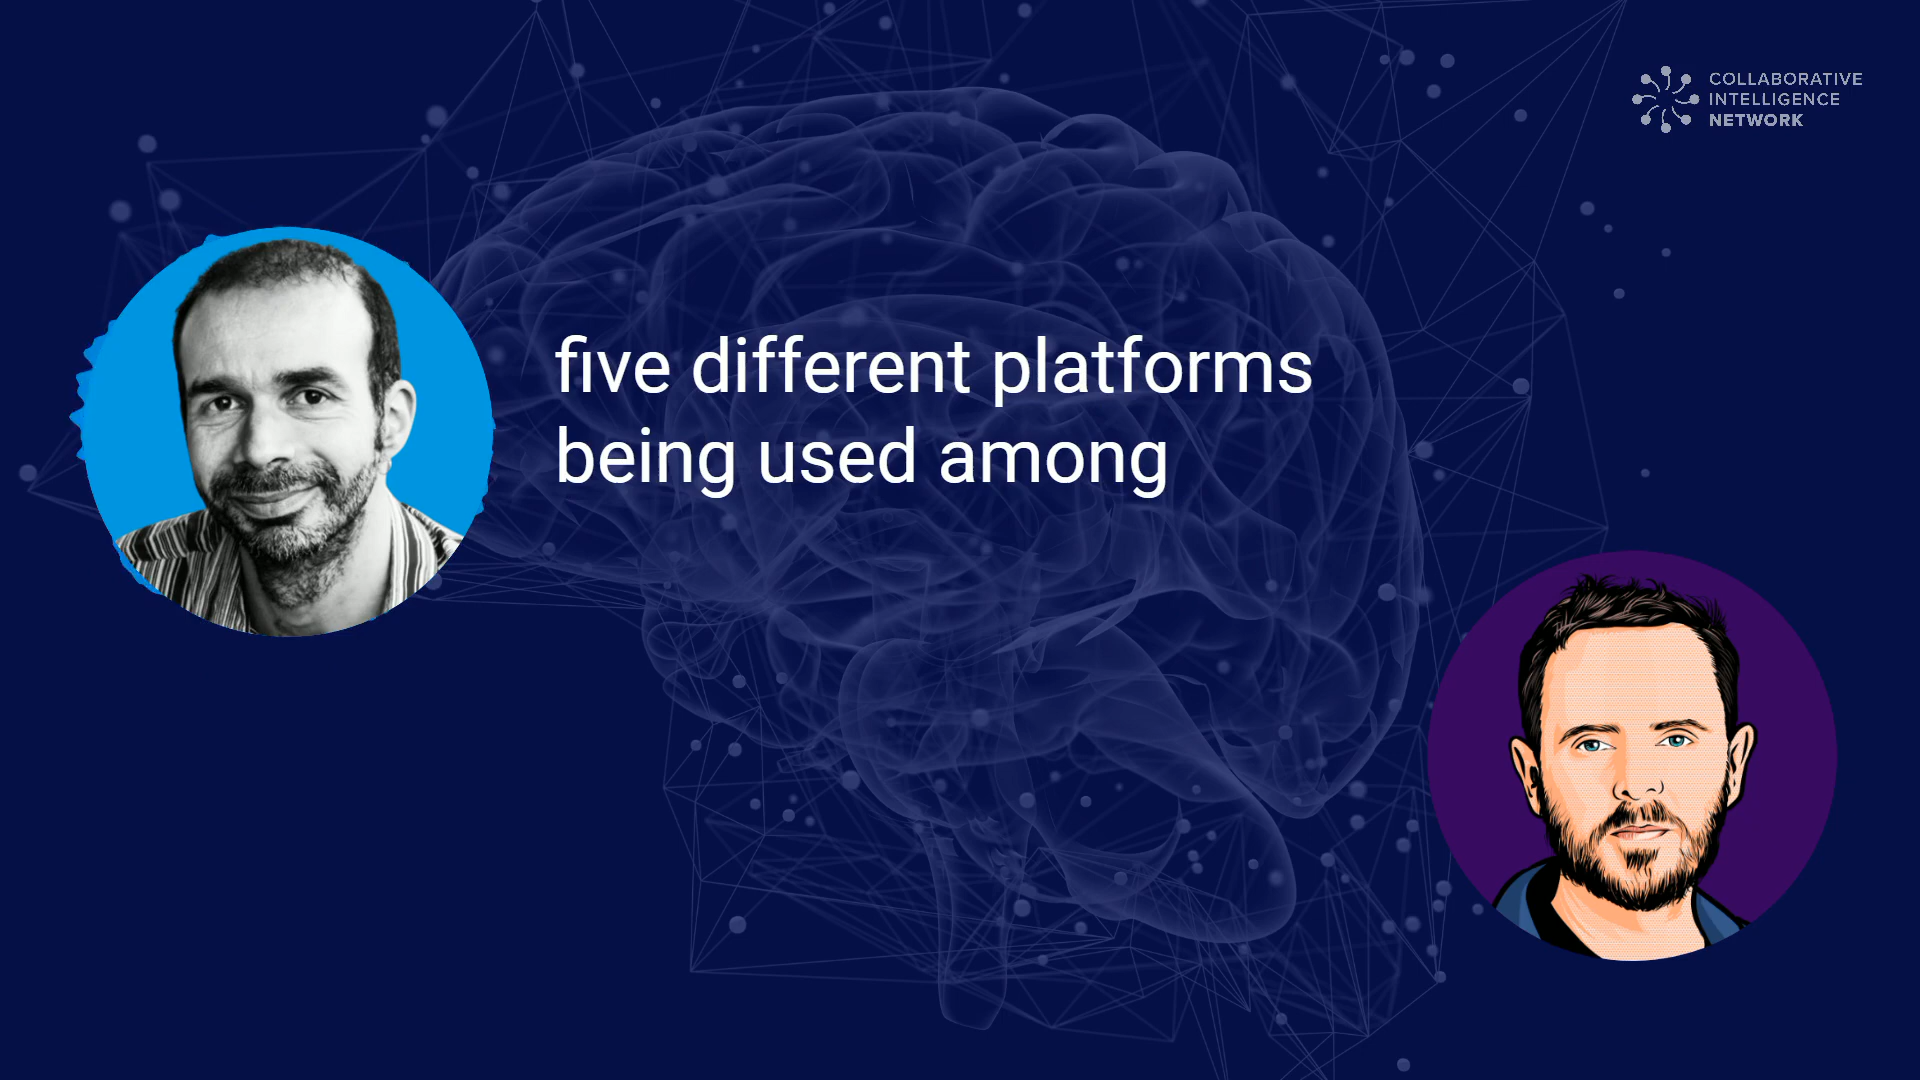 COLLABORATIVE
INTELLIGENCE
NETWORK
five different platforms
being used among